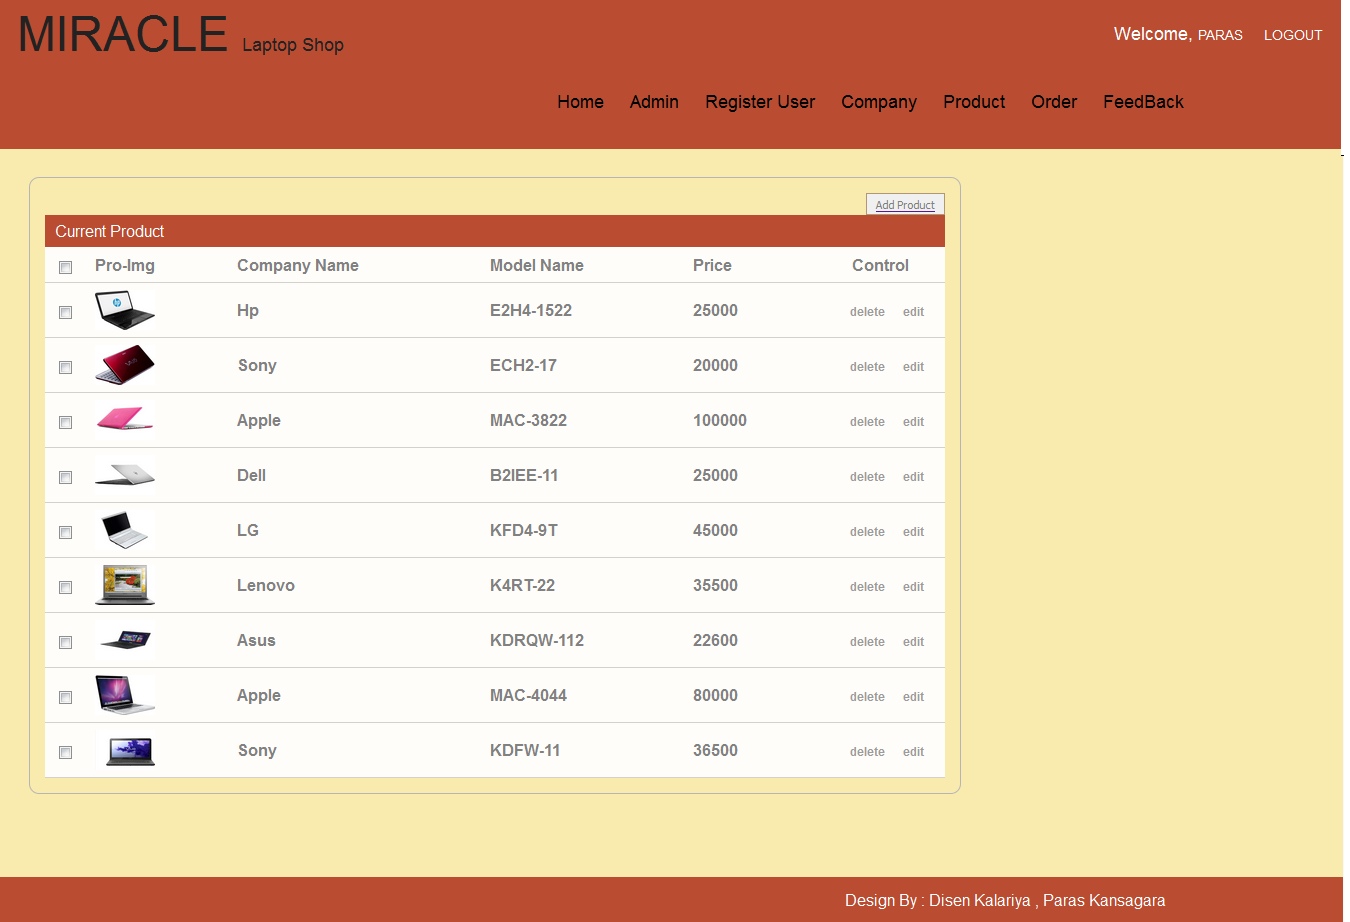 MIRACLE Laptop Shop
Welcome, PARAS LOGOUT
Home Admin Register User Company Product Order FeedBack
Add Product
Current Product
Pro-Img Company Name Model Name Price Control
Hp E2H4-1522 25000 delete edit
Sony ECH2-17 20000 delete edit
Apple MAC-3822 100000 delete edit
Dell B2IEE-11 25000 delete edit
LG KFD4-9T 45000 delete edit
Lenovo K4RT-22 35500 delete edit
Asus KDRQW-112 22600 delete edit
Apple MAC-4044 80000 delete edit
Sony KDFW-11 36500 delete edit
Design By : Disen Kalariya , Paras Kansagara